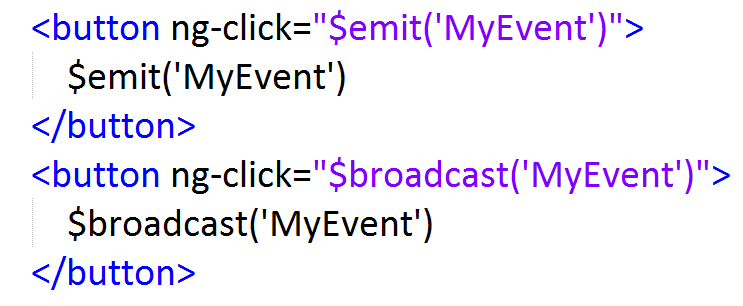 <button ng-click="$emit('MyEvent')">
$emit('MyEvent')
</button>
<button ng-click="$broadcast('MyEvent')">
$broadcast('MyEvent')
</button>